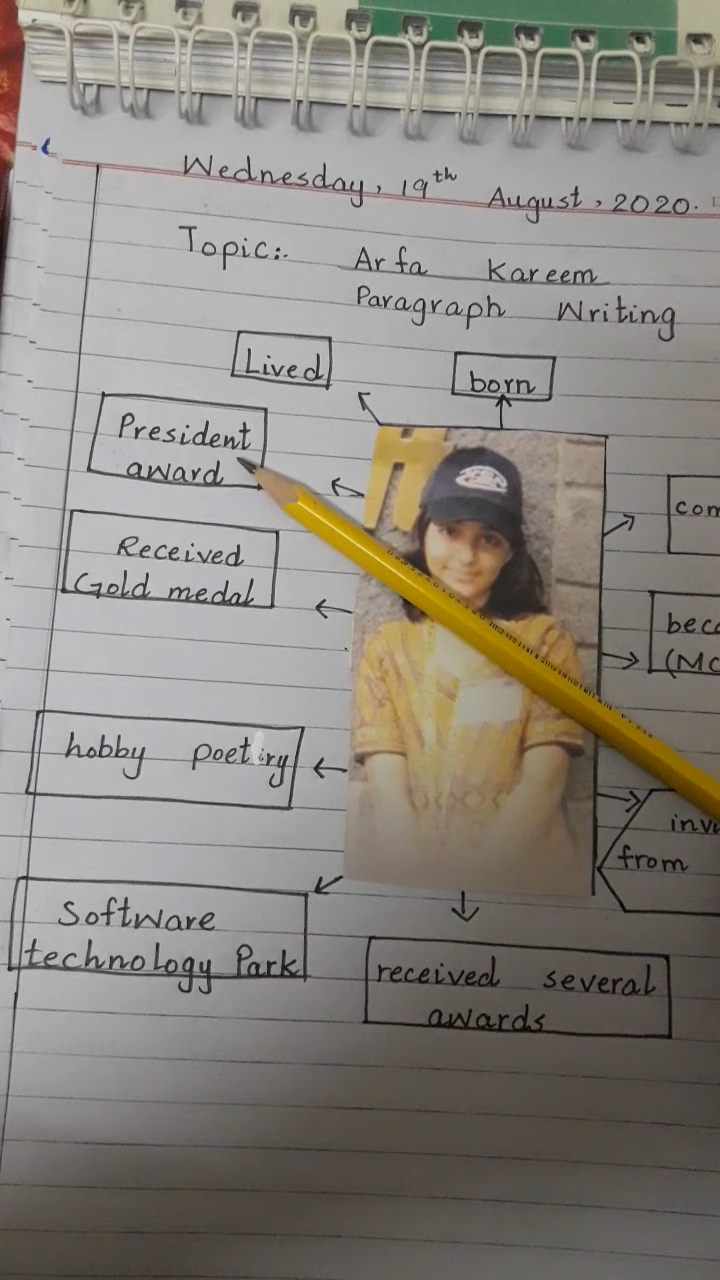 Wednesday, 19th August, 2020.
Topic:. Arfa Kareem
Paragraph Writing
Lived
born
President
award
Received
Gold medal
hobby poetry
from
Software
technology Park
received several
awards